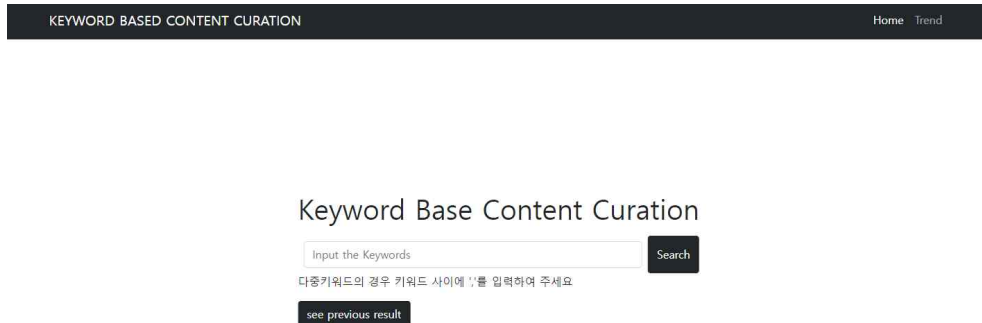 KEYWORD BASED CONTENT CURATION Home Trend
Keyword Base Content Curation
Input the Keywords Search
다중키워드의 경우 키워드 사이에 ','를 입력하여 주세요
see previous result